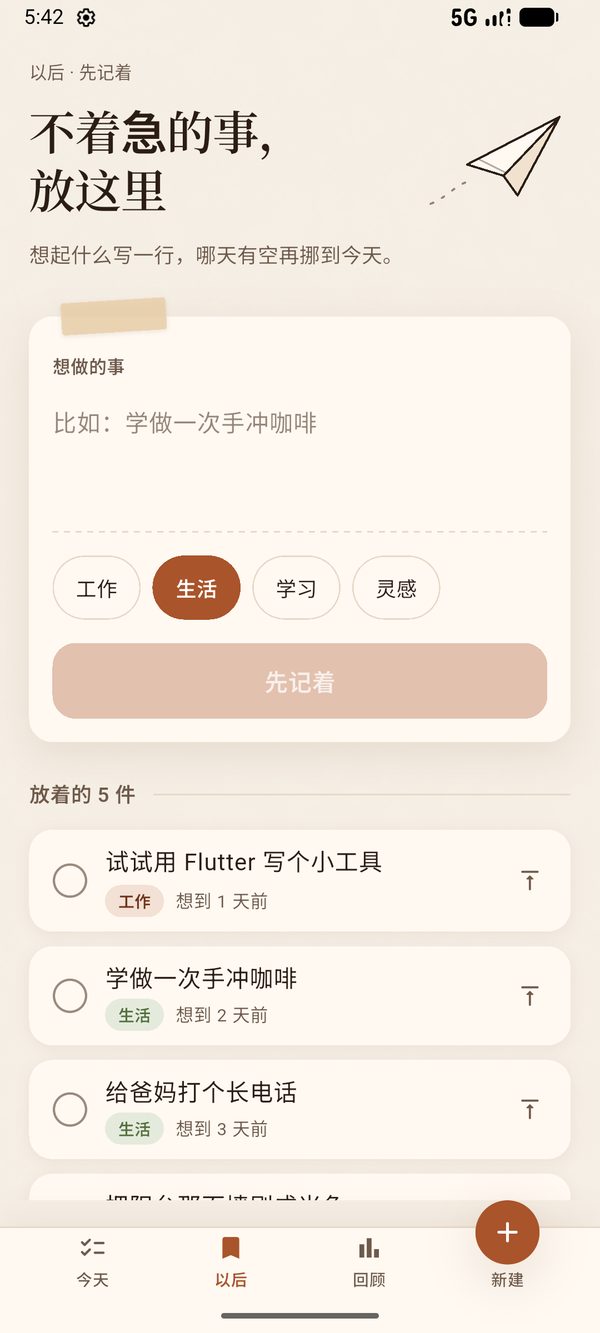 5:42
5G
以后 · 先记着
不着急的事,
放这里
想起什么写一行，哪天有空再挪到今天。
想做的事
比如：学做一次手冲咖啡
工作 生活 学习 灵感
先记着
放着的 5 件
试试用 Flutter 写个小工具
工作 想到 1 天前
学做一次手冲咖啡
生活 想到 2 天前
给爸妈打个长电话
生活 想到 3 天前
今天 以后 回顾 新建